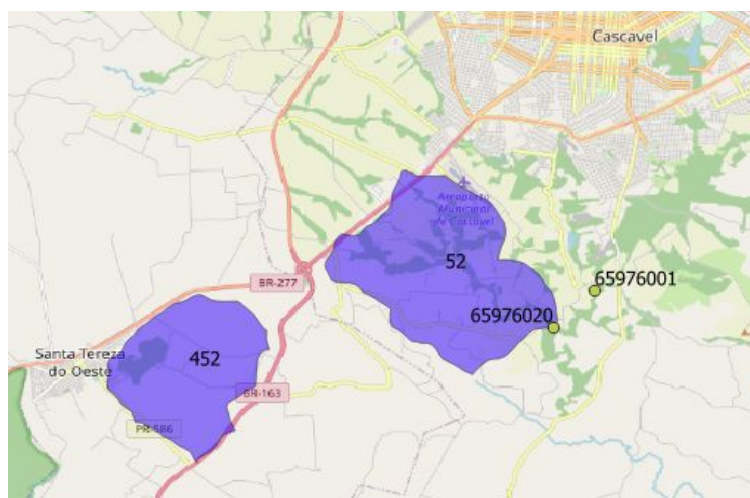 Cascavel
Aeroporto
Municipal
de Cascavel
52
65976001
65976020
BR-277
Santa Tereza
do Oeste
452
BR-163
PR-586